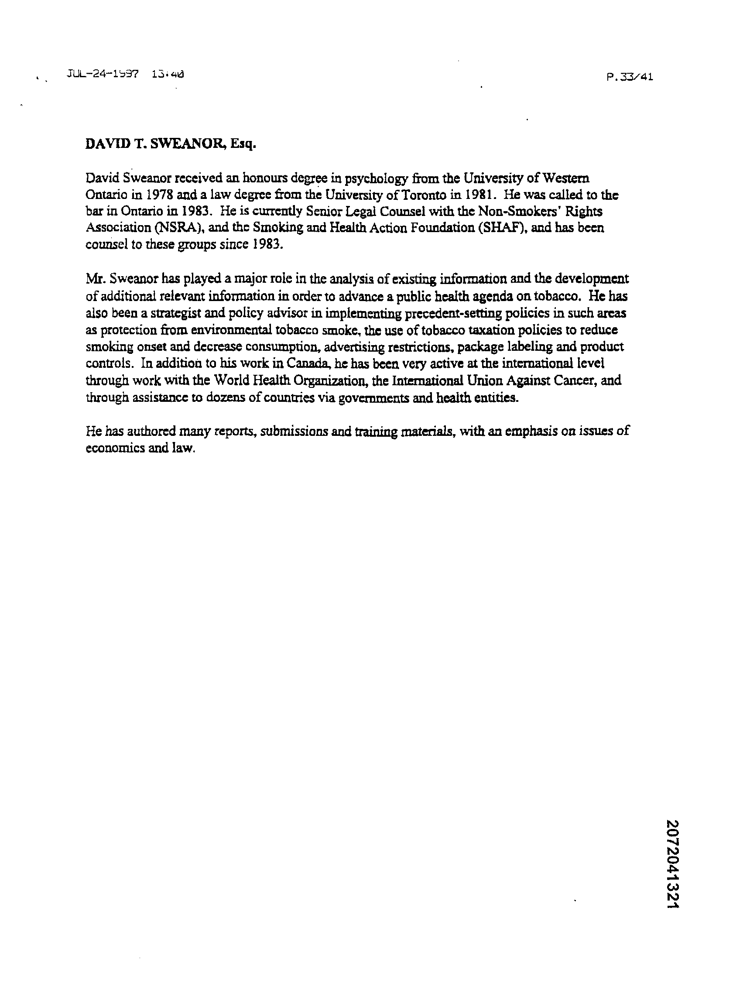 JUL-24-1997 13:40 P.33/41
DAVID T. SWEANOR, Esq.
David Sweanor received an honours degree in psychology from the University of Western
Ontario in 1978 and a law degree from the University of Toronto in 1981. He was called to the
bar in Ontario in 1983. He is currently Senior Legal Counsel with the Non-Smokers' Rights
Association (NSRA), and the Smoking and Health Action Foundation (SHAF), and has been
counsel to these groups since 1983.
Mr. Sweanor has played a major role in the analysis of existing information and the development
of additional relevant information in order to advance a public health agenda on tobacco. He has
also been a strategist and policy advisor in implementing precedent-setting policies in such areas
as protection from environmental tobacco smoke, the use of tobacco taxation policies to reduce
smoking onset and decrease consumption, advertising restrictions, package labeling and product
controls. In addition to his work in Canada, he has been very active at the international level
through work with the World Health Organization, the International Union Against Cancer, and
through assistance to dozens of countries via governments and health entities.
He has authored many reports, submissions and training materials, with an emphasis on issues of
economics and law.
2072041321